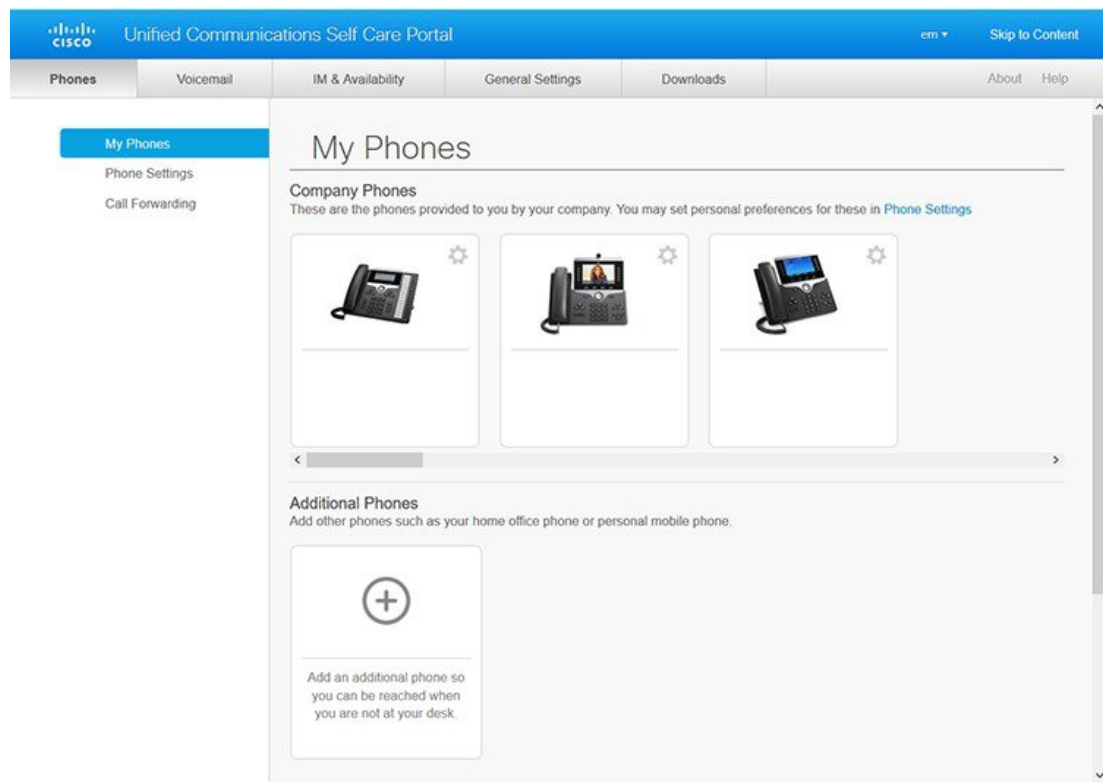 cisco
Unified Communications Self Care Portal
em ▾
Skip to Content
Phones
Voicemail
IM & Availability
General Settings
Downloads
About
Help
My Phones
Phone Settings
Call Forwarding
My Phones
Company Phones
These are the phones provided to you by your company. You may set personal preferences for these in Phone Settings
Additional Phones
Add other phones such as your home office phone or personal mobile phone.
Add an additional phone so
you can be reached when
you are not at your desk.